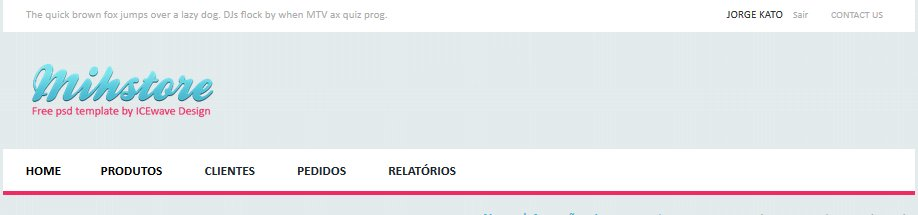 The quick brown fox jumps over a lazy dog. DJs flock by when MTV ax quiz prog.
JORGE KATO Sair CONTACT US
Mihstore
Free psd template by ICEwave Design
HOME PRODUTOS CLIENTES PEDIDOS RELATÓRIOS